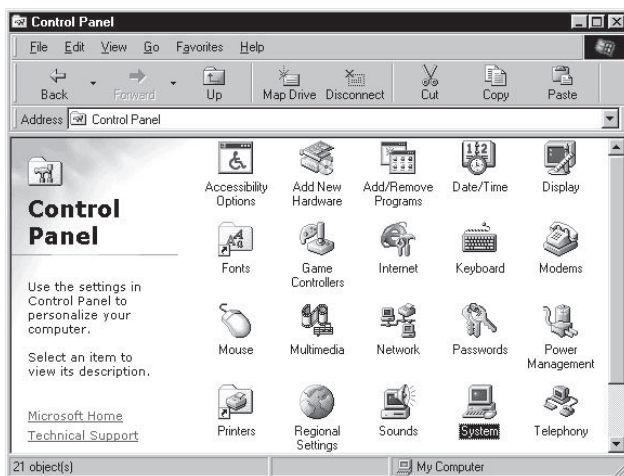 Control Panel
File Edit View Go Favorites Help
Back Forward Up Map Drive Disconnect Cut Copy Paste
Address Control Panel
Control
Panel
Use the settings in
Control Panel to
personalize your
computer.
Select an item to
view its description.
Microsoft Home
Technical Support
Accessibility
Options
Add New
Hardware
Add/Remove
Programs
Date/Time
Display
Fonts
Game
Controllers
Internet
Keyboard
Modems
Mouse
Multimedia
Network
Passwords
Power
Management
Printers
Regional
Settings
Sounds
System
Telephony
21 object(s) My Computer